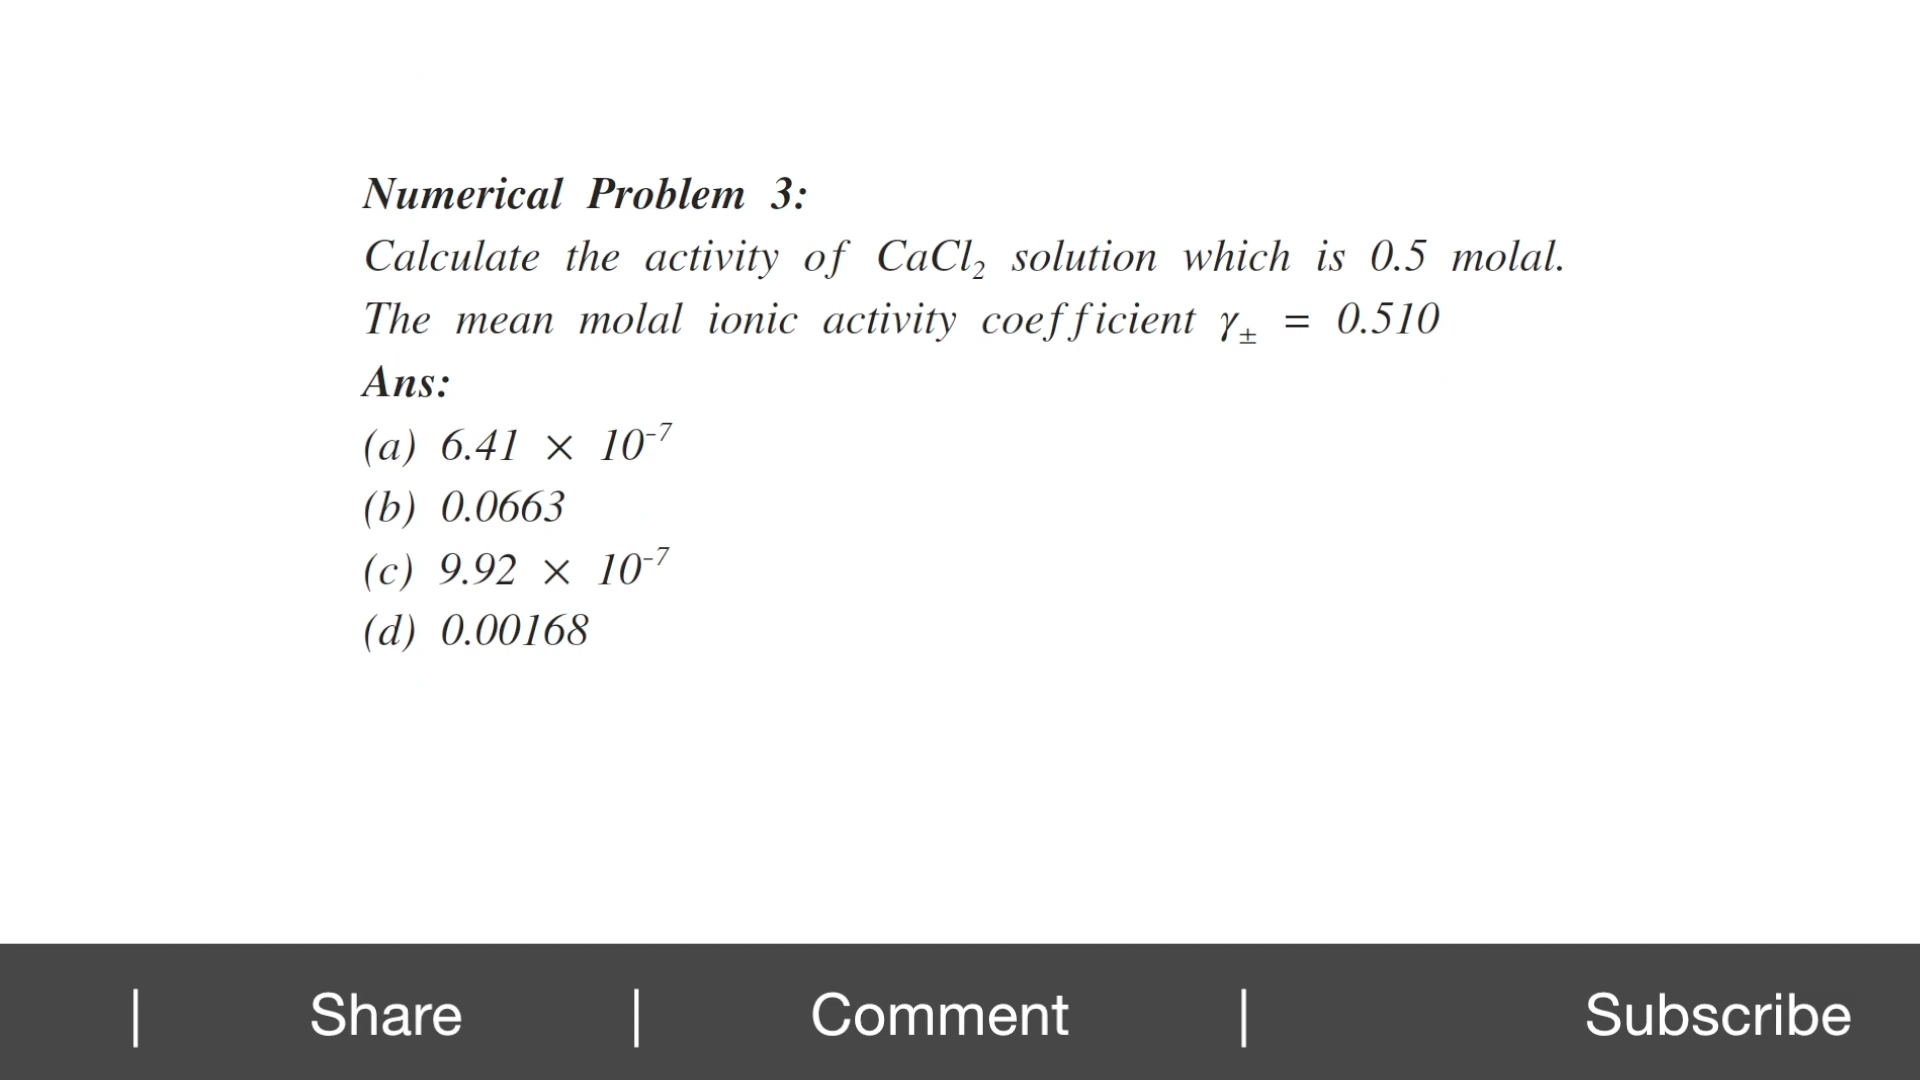 Numerical Problem 3:
Calculate the activity of CaCl₂ solution which is 0.5 molal.
The mean molal ionic activity coefficient γ± = 0.510
Ans:
(a) 6.41 × 10⁻⁷
(b) 0.0663
(c) 9.92 × 10⁻⁷
(d) 0.00168
| Share | Comment | Subscribe